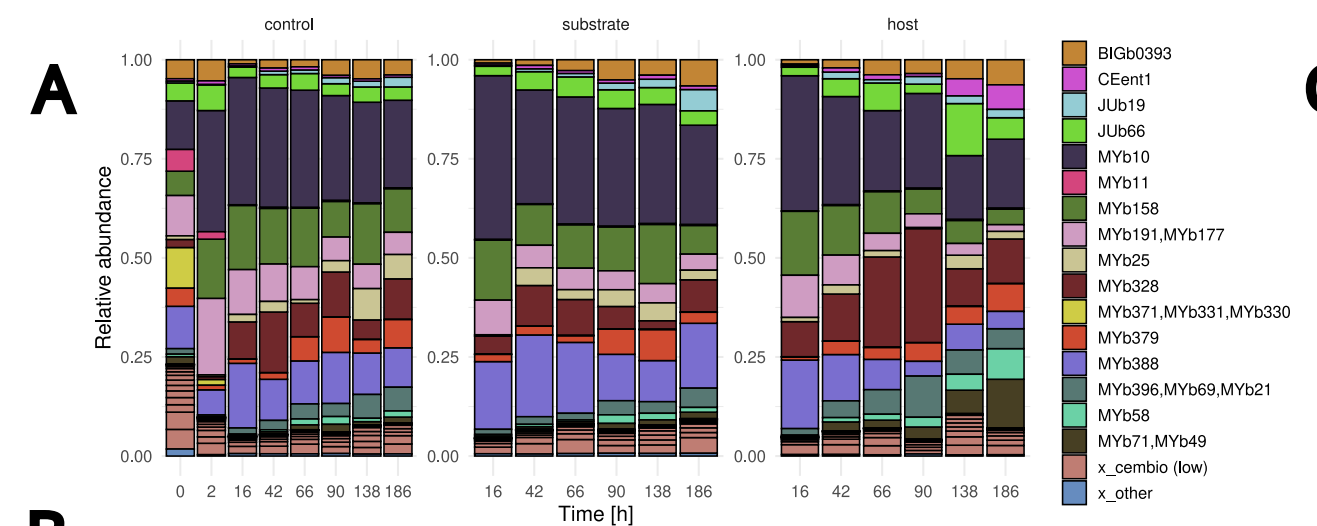 A
control
substrate
host
Relative abundance
1.00
0.75
0.50
0.25
0.00
0 2 16 42 66 90 138 186
1.00
0.75
0.50
0.25
0.00
16 42 66 90 138 186
1.00
0.75
0.50
0.25
0.00
16 42 66 90 138 186
Time [h]
BIGb0393
CEent1
JUb19
JUb66
MYb10
MYb11
MYb158
MYb191,MYb177
MYb25
MYb328
MYb371,MYb331,MYb330
MYb379
MYb388
MYb396,MYb69,MYb21
MYb58
MYb71,MYb49
x_cembio (low)
x_other